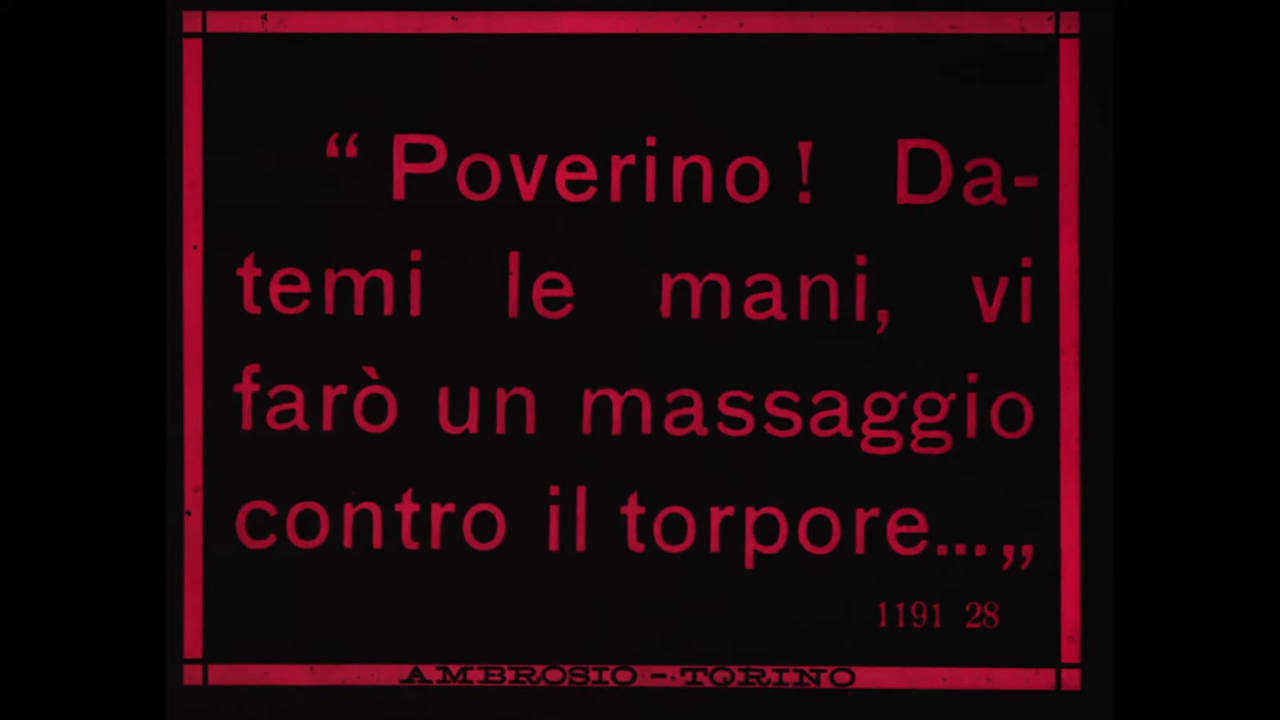 “ Poverino! Da-
temi le mani, vi
farò un massaggio
contro il torpore...„
1191 28
AMBROSIO - TORINO